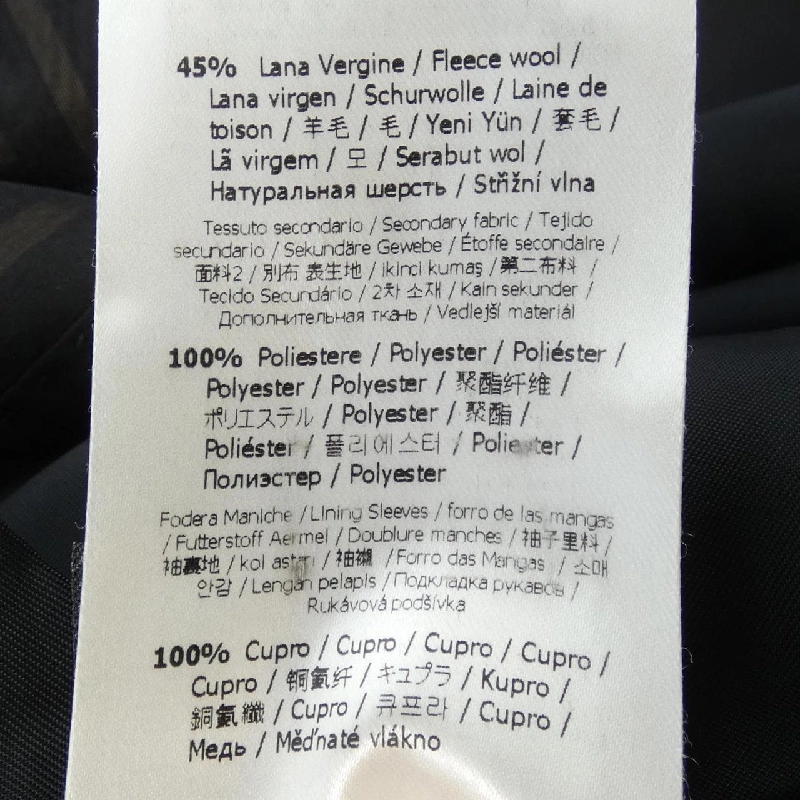 45% Lana Vergine / Fleece wool /
Lana virgen / Schurwolle / Laine de
toison / 羊毛 / 毛 / Yeni Yün / 套毛 /
Lã virgem / 모 / Serabut wol /
Натуральная шерсть / Střižní vlna
Tessuto secondario / Secondary fabric / Tejido
secundario / Sekundäre Gewebe / Étoffe secondaire /
面料2 / 別布 表生地 / ikinci kumaş / 第二布料 /
Tecido Secundário / 2차 소재 / Kain sekunder /
Дополнительная ткань / Vedlejší materiál
100% Poliestere / Polyester / Poliéster /
Polyester / Polyester / 聚酯纤维 /
ポリエステル / Polyester / 聚酯 /
Poliéster / 폴리에스터 / Poliester /
Полиэстер / Polyester
Fodera Maniche / Lining Sleeves / forro de las mangas
/ Futterstoff Aermel / Doublure manches / 袖子里料 /
袖裏地 / kol astarı / 袖襯 / Forro das Mangas / 소매
안감 / Lengan pelapis / Подкладка рукавов /
Rukávová podšívka
100% Cupro / Cupro / Cupro / Cupro /
Cupro / 铜氨纤 / キュプラ / Kupro /
銅氨纖 / Cupro / 큐프라 / Cupro /
Медь / Měďnaté vlákno